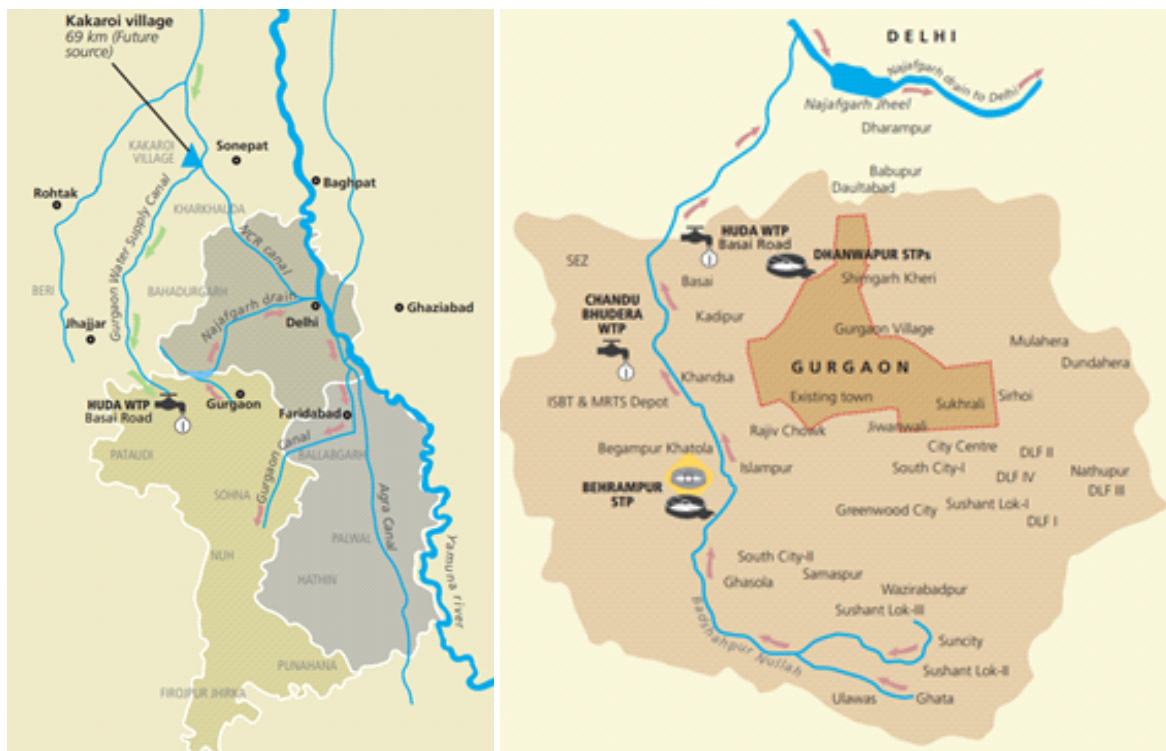 Kakaroi village
69 km (Future
source)
KAKAROI
VILLAGE
Sonepat
Baghpat
Rohtak
KHARKHAUDA
Gurgaon Water Supply Canal
NCR canal
BERI
BAHADURGARH
Najafgarh drain
Delhi
Ghaziabad
Jhajjar
HUDA WTP
Basai Road
Gurgaon
Faridabad
PATAUDI
Gurgaon Canal
BALLABGARH
SOHNA
Agra Canal
PALWAL
NUH
HATHIN
Yamuna river
PUNAHANA
FIROJPUR JHIRKA
DELHI
Najafgarh drain to Delhi
Najafgarh Jheel
Dharampur
Babupur
Daultabad
HUDA WTP
Basai Road
DHANWAPUR STPs
SEZ
Basai
Shimgarh Kheri
CHANDU
BHUDERA
WTP
Kadipur
Gurgaon Village
Mulahera
Dundahera
GURGAON
Khandsa
ISBT & MRTS Depot
Existing town
Sukhrali
Sirhoi
Rajiv Chowk
Jiwanwali
Begampur Khatola
City Centre
DLF II
Islampur
South City-I
DLF IV
Nathupur
DLF III
BEHRAMPUR
STP
Greenwood City
Sushant Lok-I
DLF I
South City-II
Ghasola
Samaspur
Wazirabadpur
Sushant Lok-III
Badshahpur Nullah
Suncity
Sushant Lok-II
Ulawas
Ghata